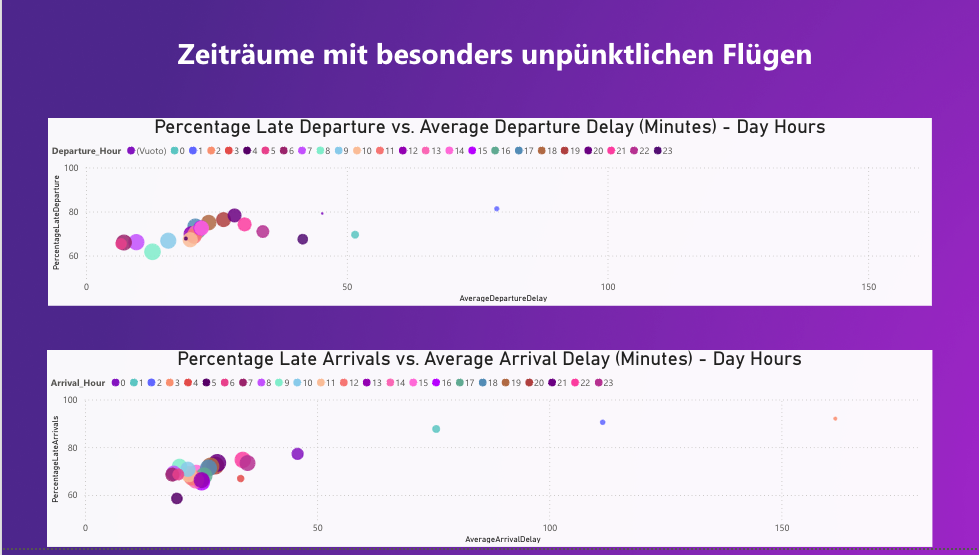 Zeiträume mit besonders unpünktlichen Flügen
Percentage Late Departure vs. Average Departure Delay (Minutes) - Day Hours
Departure_Hour (Vuoto) 0 1 2 3 4 5 6 7 8 9 10 11 12 13 14 15 16 17 18 19 20 21 22 23
100
80
60
PercentageLateDeparture
0 50 100 150
AverageDepartureDelay
Percentage Late Arrivals vs. Average Arrival Delay (Minutes) - Day Hours
Arrival_Hour 0 1 2 3 4 5 6 7 8 9 10 11 12 13 14 15 16 17 18 19 20 21 22 23
100
80
60
PercentageLateArrivals
0 50 100 150
AverageArrivalDelay